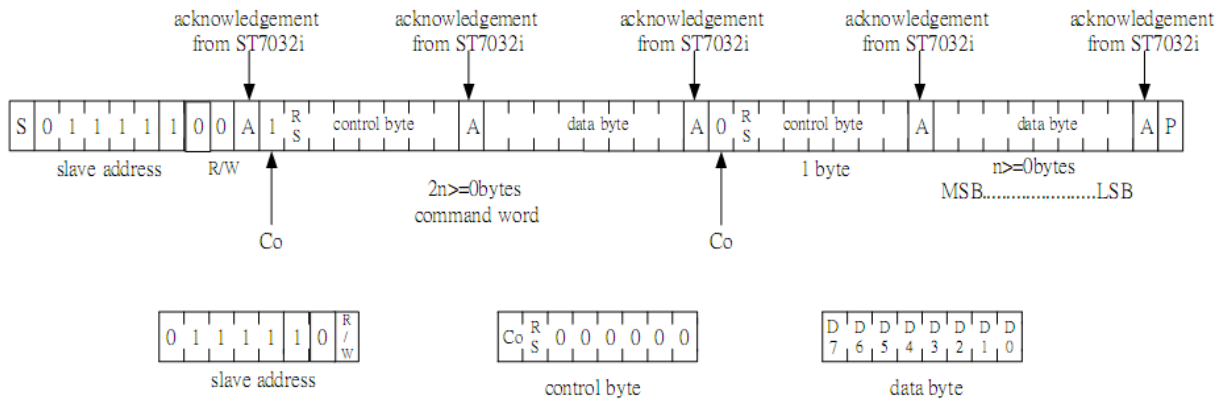 acknowledgement acknowledgement acknowledgement acknowledgement acknowledgement
from ST7032i from ST7032i from ST7032i from ST7032i from ST7032i
S 0 1 1 1 1 1 0 0 A 1 RS control byte A data byte A 0 RS control byte A data byte A P
slave address R/W 1 byte n>=0bytes
2n>=0bytes MSB.......................LSB
command word
Co Co
0 1 1 1 1 1 0 R/W Co RS 0 0 0 0 0 0 D7 D6 D5 D4 D3 D2 D1 D0
slave address control byte data byte